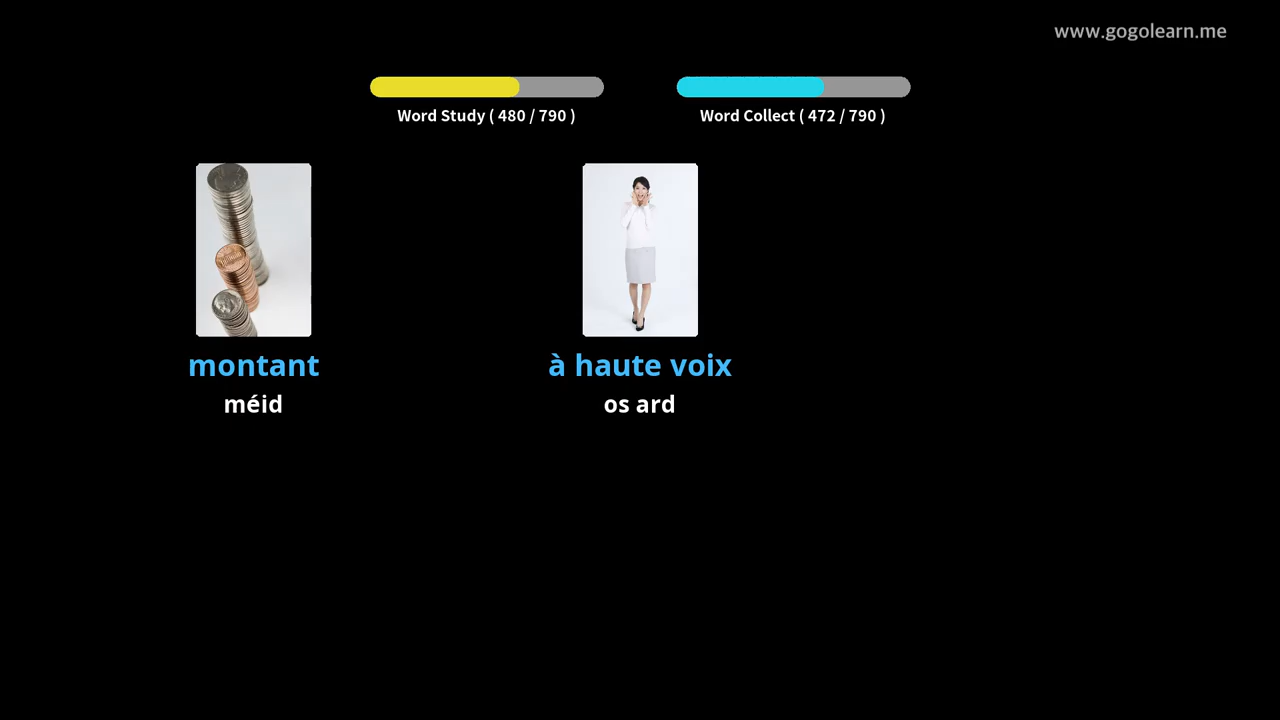 www.gogolearn.me
Word Study ( 480 / 790 )
Word Collect ( 472 / 790 )
montant
méid
à haute voix
os ard